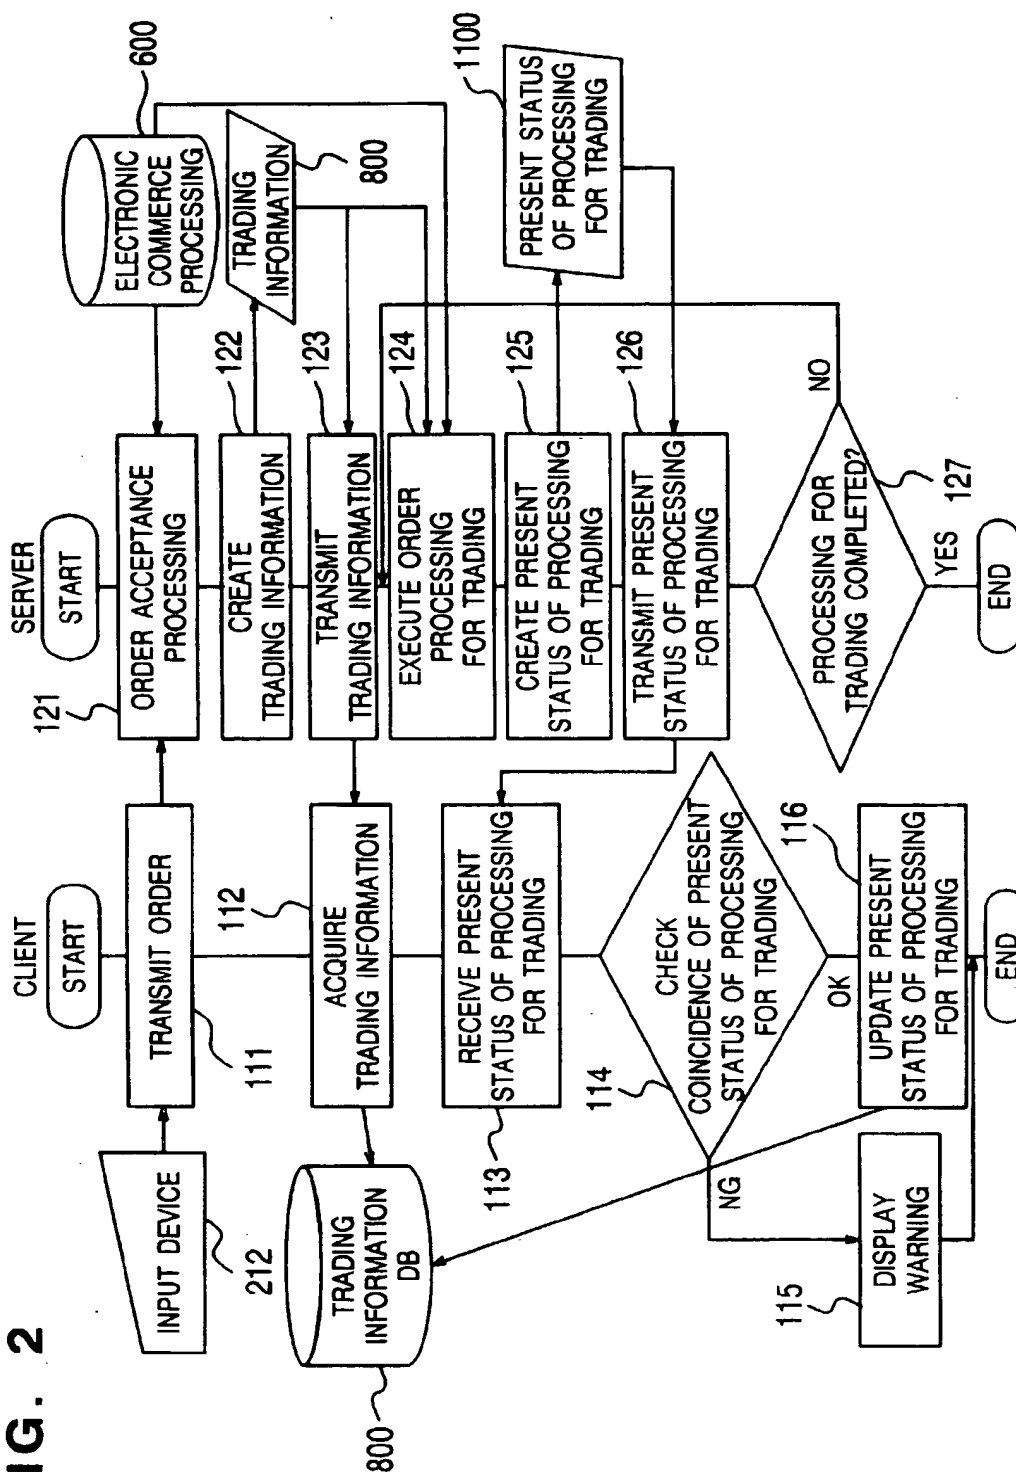 IG. 2
CLIENT
START
INPUT DEVICE
212
TRANSMIT ORDER
111
ACQUIRE
TRADING INFORMATION
112
TRADING
INFORMATION
DB
800
RECEIVE PRESENT
STATUS OF PROCESSING
FOR TRADING
113
CHECK
COINCIDENCE OF PRESENT
STATUS OF PROCESSING
FOR TRADING
114
NG
OK
DISPLAY
WARNING
115
UPDATE PRESENT
STATUS OF PROCESSING
FOR TRADING
116
END
SERVER
START
ORDER ACCEPTANCE
PROCESSING
121
ELECTRONIC
COMMERCE
PROCESSING
600
CREATE
TRADING INFORMATION
122
TRADING
INFORMATION
800
TRANSMIT
TRADING INFORMATION
123
EXECUTE ORDER
PROCESSING
FOR TRADING
124
CREATE PRESENT
STATUS OF PROCESSING
FOR TRADING
125
PRESENT STATUS
OF PROCESSING
FOR TRADING
1100
TRANSMIT PRESENT
STATUS OF PROCESSING
FOR TRADING
126
PROCESSING FOR
TRADING COMPLETED?
127
NO
YES
END